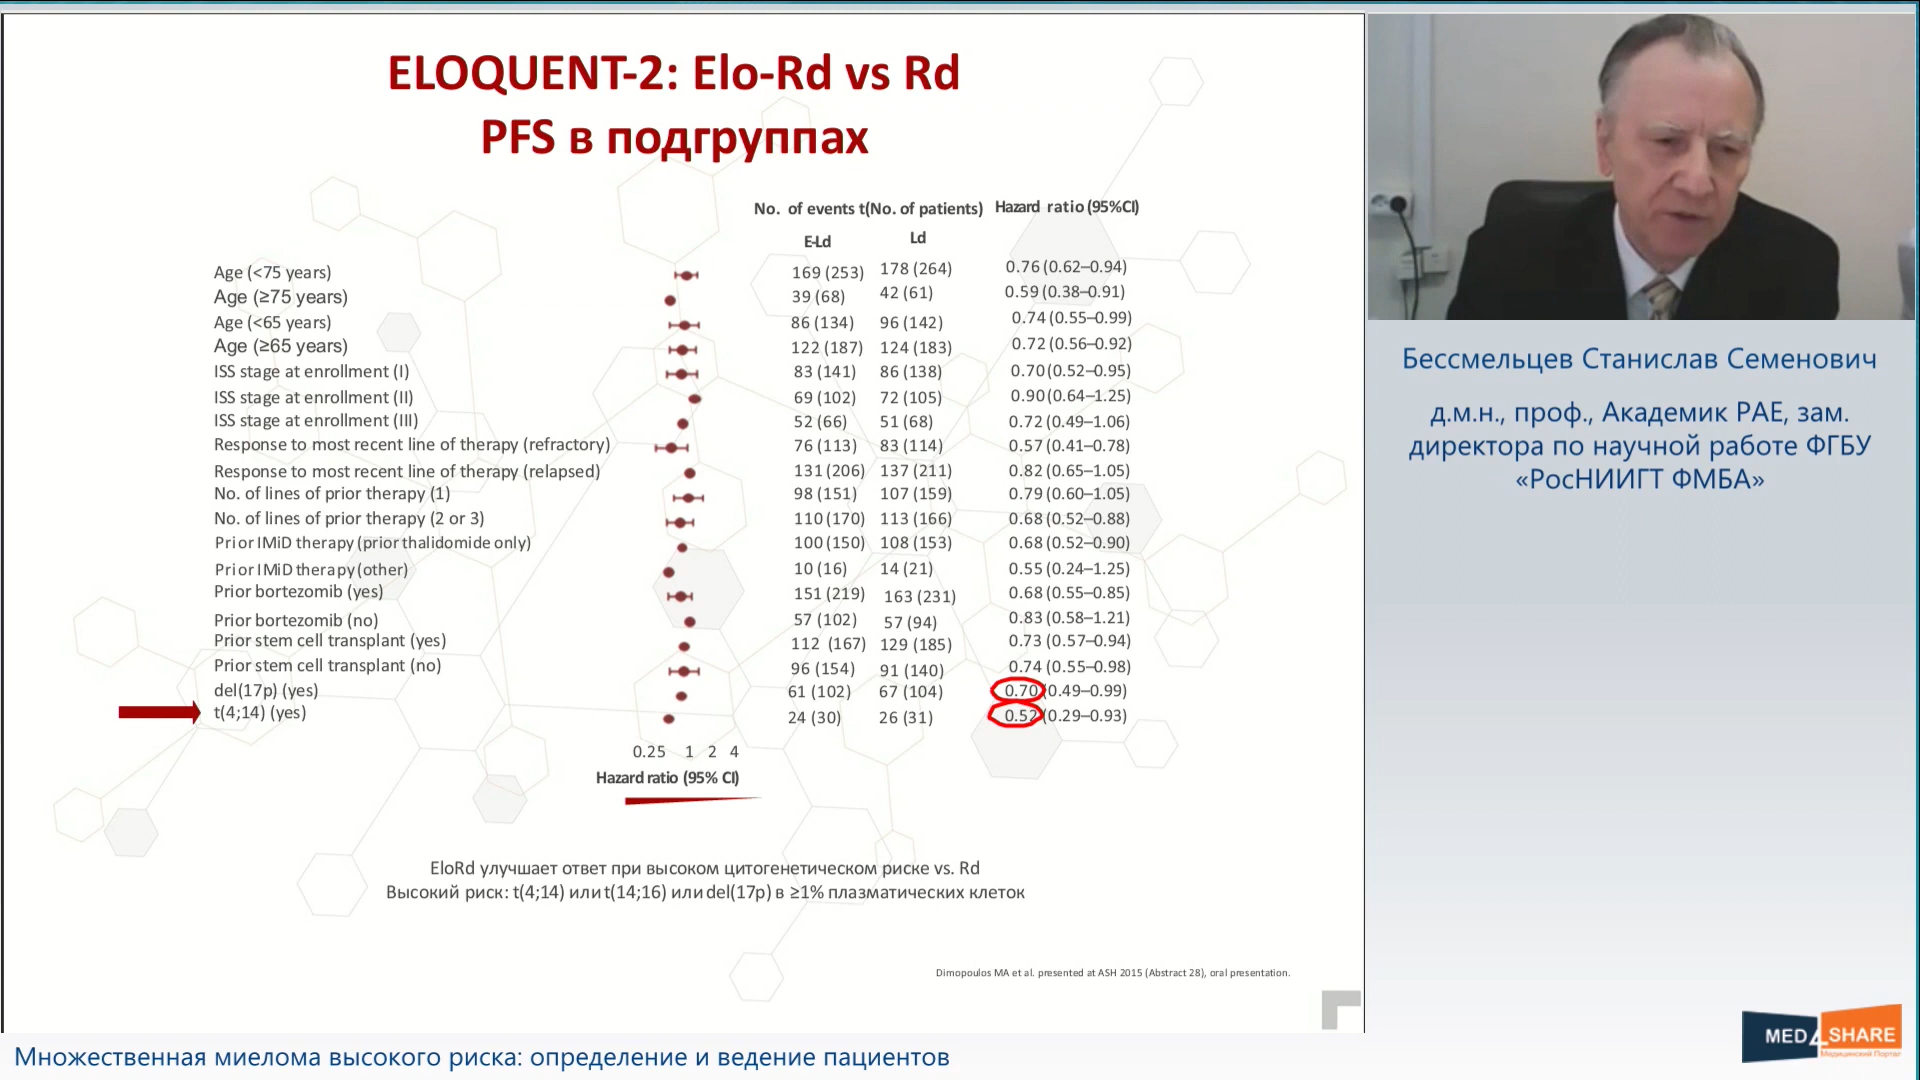 ELOQUENT-2: Elo-Rd vs Rd
PFS в подгруппах
No. of events t(No. of patients) Hazard ratio (95%CI)
E-Ld Ld
Age (<75 years) 169 (253) 178 (264) 0.76 (0.62–0.94)
Age (≥75 years) 39 (68) 42 (61) 0.59 (0.38–0.91)
Age (<65 years) 86 (134) 96 (142) 0.74 (0.55–0.99)
Age (≥65 years) 122 (187) 124 (183) 0.72 (0.56–0.92)
ISS stage at enrollment (I) 83 (141) 86 (138) 0.70 (0.52–0.95)
ISS stage at enrollment (II) 69 (102) 72 (105) 0.90 (0.64–1.25)
ISS stage at enrollment (III) 52 (66) 51 (68) 0.72 (0.49–1.06)
Response to most recent line of therapy (refractory) 76 (113) 83 (114) 0.57 (0.41–0.78)
Response to most recent line of therapy (relapsed) 131 (206) 137 (211) 0.82 (0.65–1.05)
No. of lines of prior therapy (1) 98 (151) 107 (159) 0.79 (0.60–1.05)
No. of lines of prior therapy (2 or 3) 110 (170) 113 (166) 0.68 (0.52–0.88)
Prior IMiD therapy (prior thalidomide only) 100 (150) 108 (153) 0.68 (0.52–0.90)
Prior IMiD therapy (other) 10 (16) 14 (21) 0.55 (0.24–1.25)
Prior bortezomib (yes) 151 (219) 163 (231) 0.68 (0.55–0.85)
Prior bortezomib (no) 57 (102) 57 (94) 0.83 (0.58–1.21)
Prior stem cell transplant (yes) 112 (167) 129 (185) 0.73 (0.57–0.94)
Prior stem cell transplant (no) 96 (154) 91 (140) 0.74 (0.55–0.98)
del(17p) (yes) 61 (102) 67 (104) 0.70 (0.49–0.99)
t(4;14) (yes) 24 (30) 26 (31) 0.52 (0.29–0.93)
0.25 1 2 4
Hazard ratio (95% CI)
EloRd улучшает ответ при высоком цитогенетическом риске vs. Rd
Высокий риск: t(4;14) или t(14;16) или del(17p) в ≥1% плазматических клеток
Dimopoulos MA et al. presented at ASH 2015 (Abstract 28), oral presentation.
Бессмельцев Станислав Семенович
д.м.н., проф., Академик РАЕ, зам.
директора по научной работе ФГБУ
«РосНИИГТ ФМБА»
MED4SHARE
Медицинский Портал
Множественная миелома высокого риска: определение и ведение пациентов